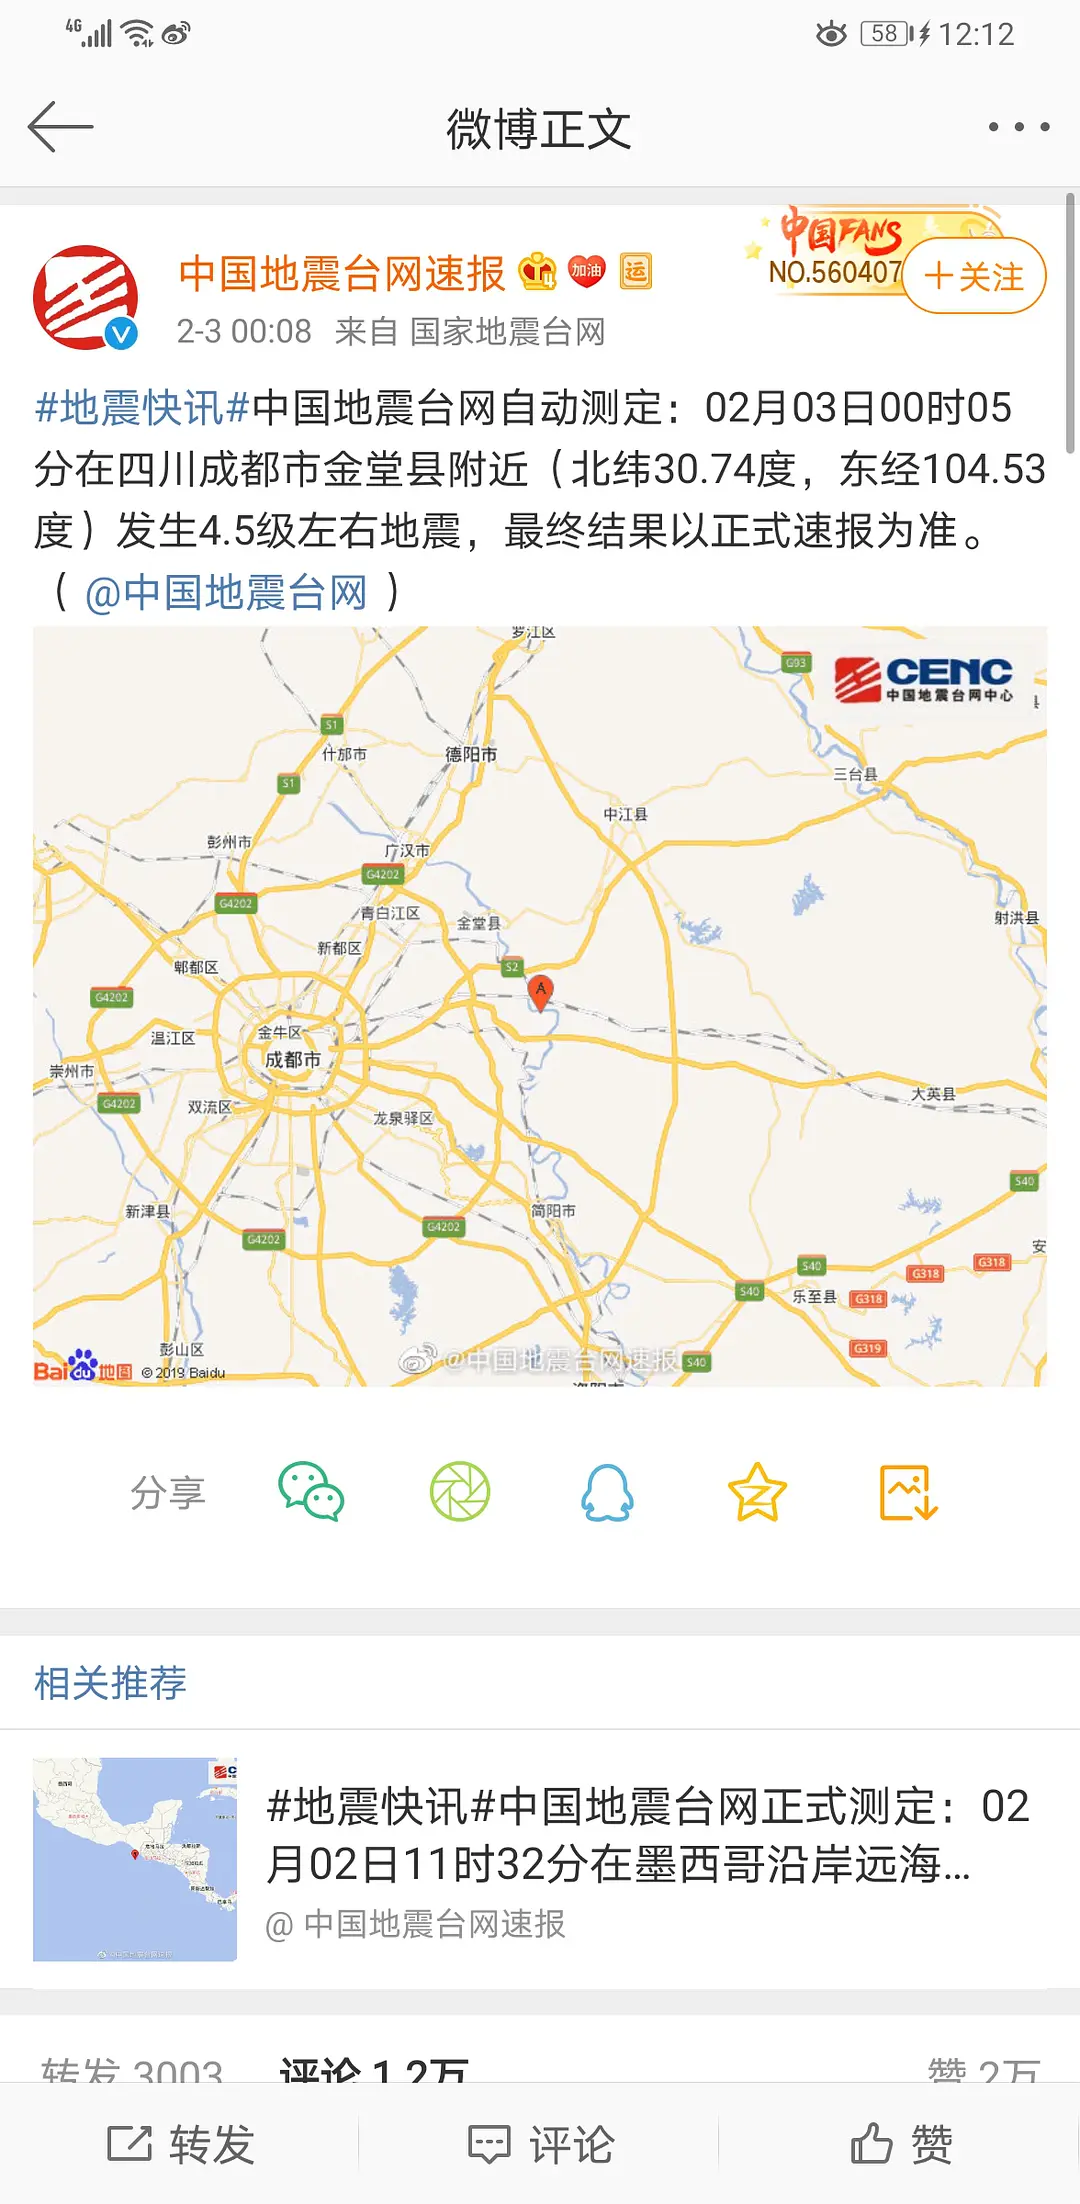 4G 58 12:12
微博正文
中国FANS
NO.560407
中国地震台网速报 加油 运
+关注
2-3 00:08 来自 国家地震台网
#地震快讯#中国地震台网自动测定：02月03日00时05
分在四川成都市金堂县附近（北纬30.74度，东经104.53
度）发生4.5级左右地震，最终结果以正式速报为准。
（ @中国地震台网 ）
罗江区
G93
CENC
中国地震台网中心
县
S1
什邡市
德阳市
三台县
S1
中江县
彭州市
广汉市
G4202
G4202
青白江区
金堂县
射洪县
新都区
郫都区
S2
A
G4202
金牛区
温江区
成都市
崇州市
大英县
G4202
双流区
龙泉驿区
S40
新津县
简阳市
G4202
G4202
安
S40
G318
G318
S40
乐至县
G318
G319
彭山区
@中国地震台网速报
S40
Bai du 地图 © 2019 Baidu
分享
相关推荐
#地震快讯#中国地震台网正式测定：02
月02日11时32分在墨西哥沿岸远海...
@ 中国地震台网速报
转发 3003 评论 1.2万 赞 2万
转发 评论 赞